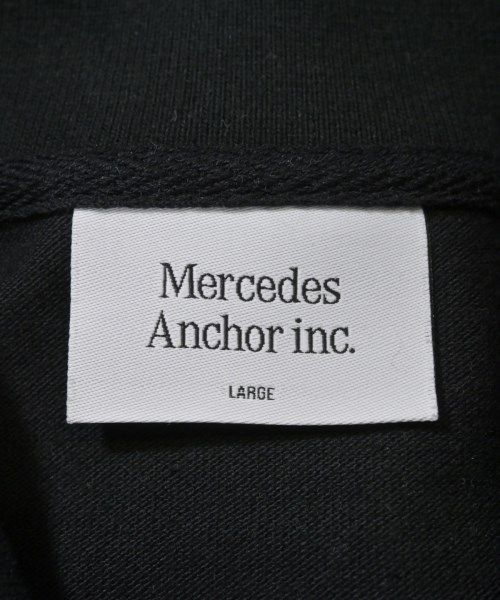 Mercedes
Anchor inc.
LARGE